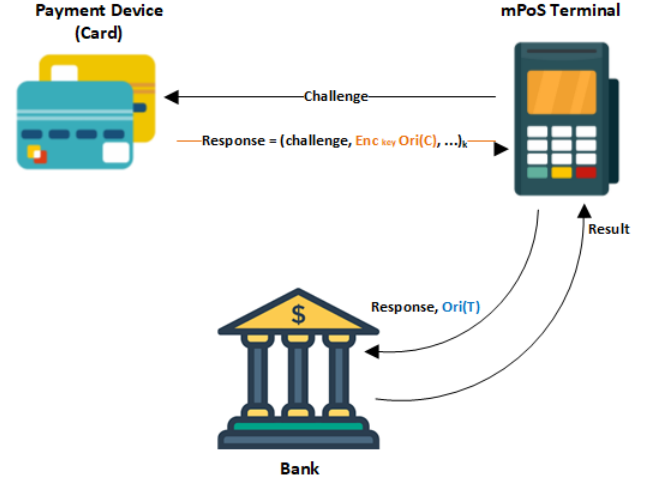 Payment Device
(Card)
mPoS Terminal
Challenge
Response = (challenge, Enc key Ori(C), ...)k
Result
Response, Ori(T)
$
Bank